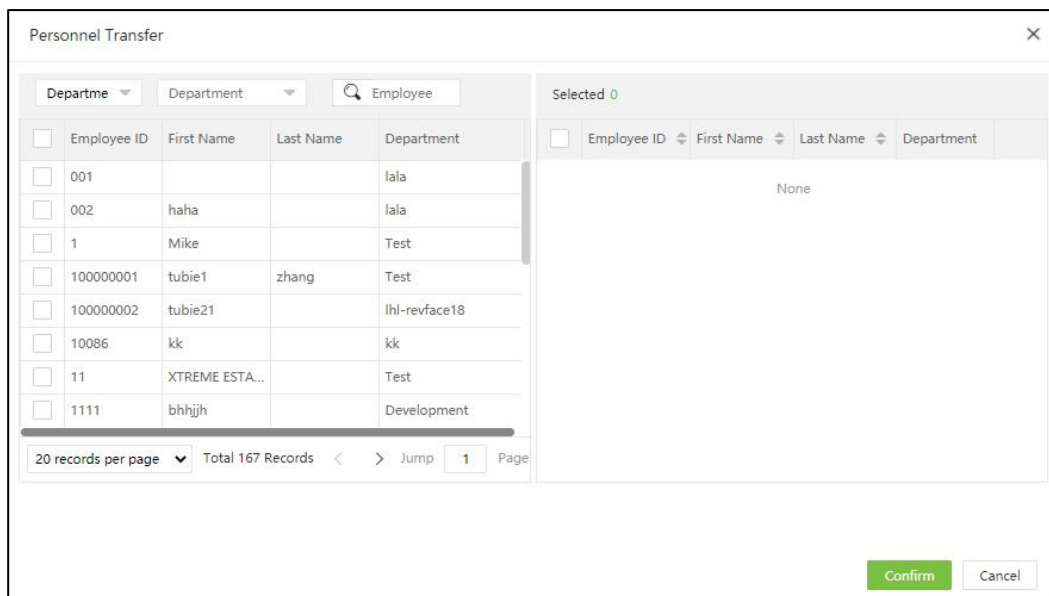 Personnel Transfer
Departme Department Employee Selected 0
Employee ID First Name Last Name Department Employee ID First Name Last Name Department
001 lala None
002 haha lala
1 Mike Test
100000001 tubie1 zhang Test
100000002 tubie21 lhl-revface18
10086 kk kk
11 XTREME ESTA... Test
1111 bhhjjh Development
20 records per page Total 167 Records < > Jump 1 Page
Confirm Cancel